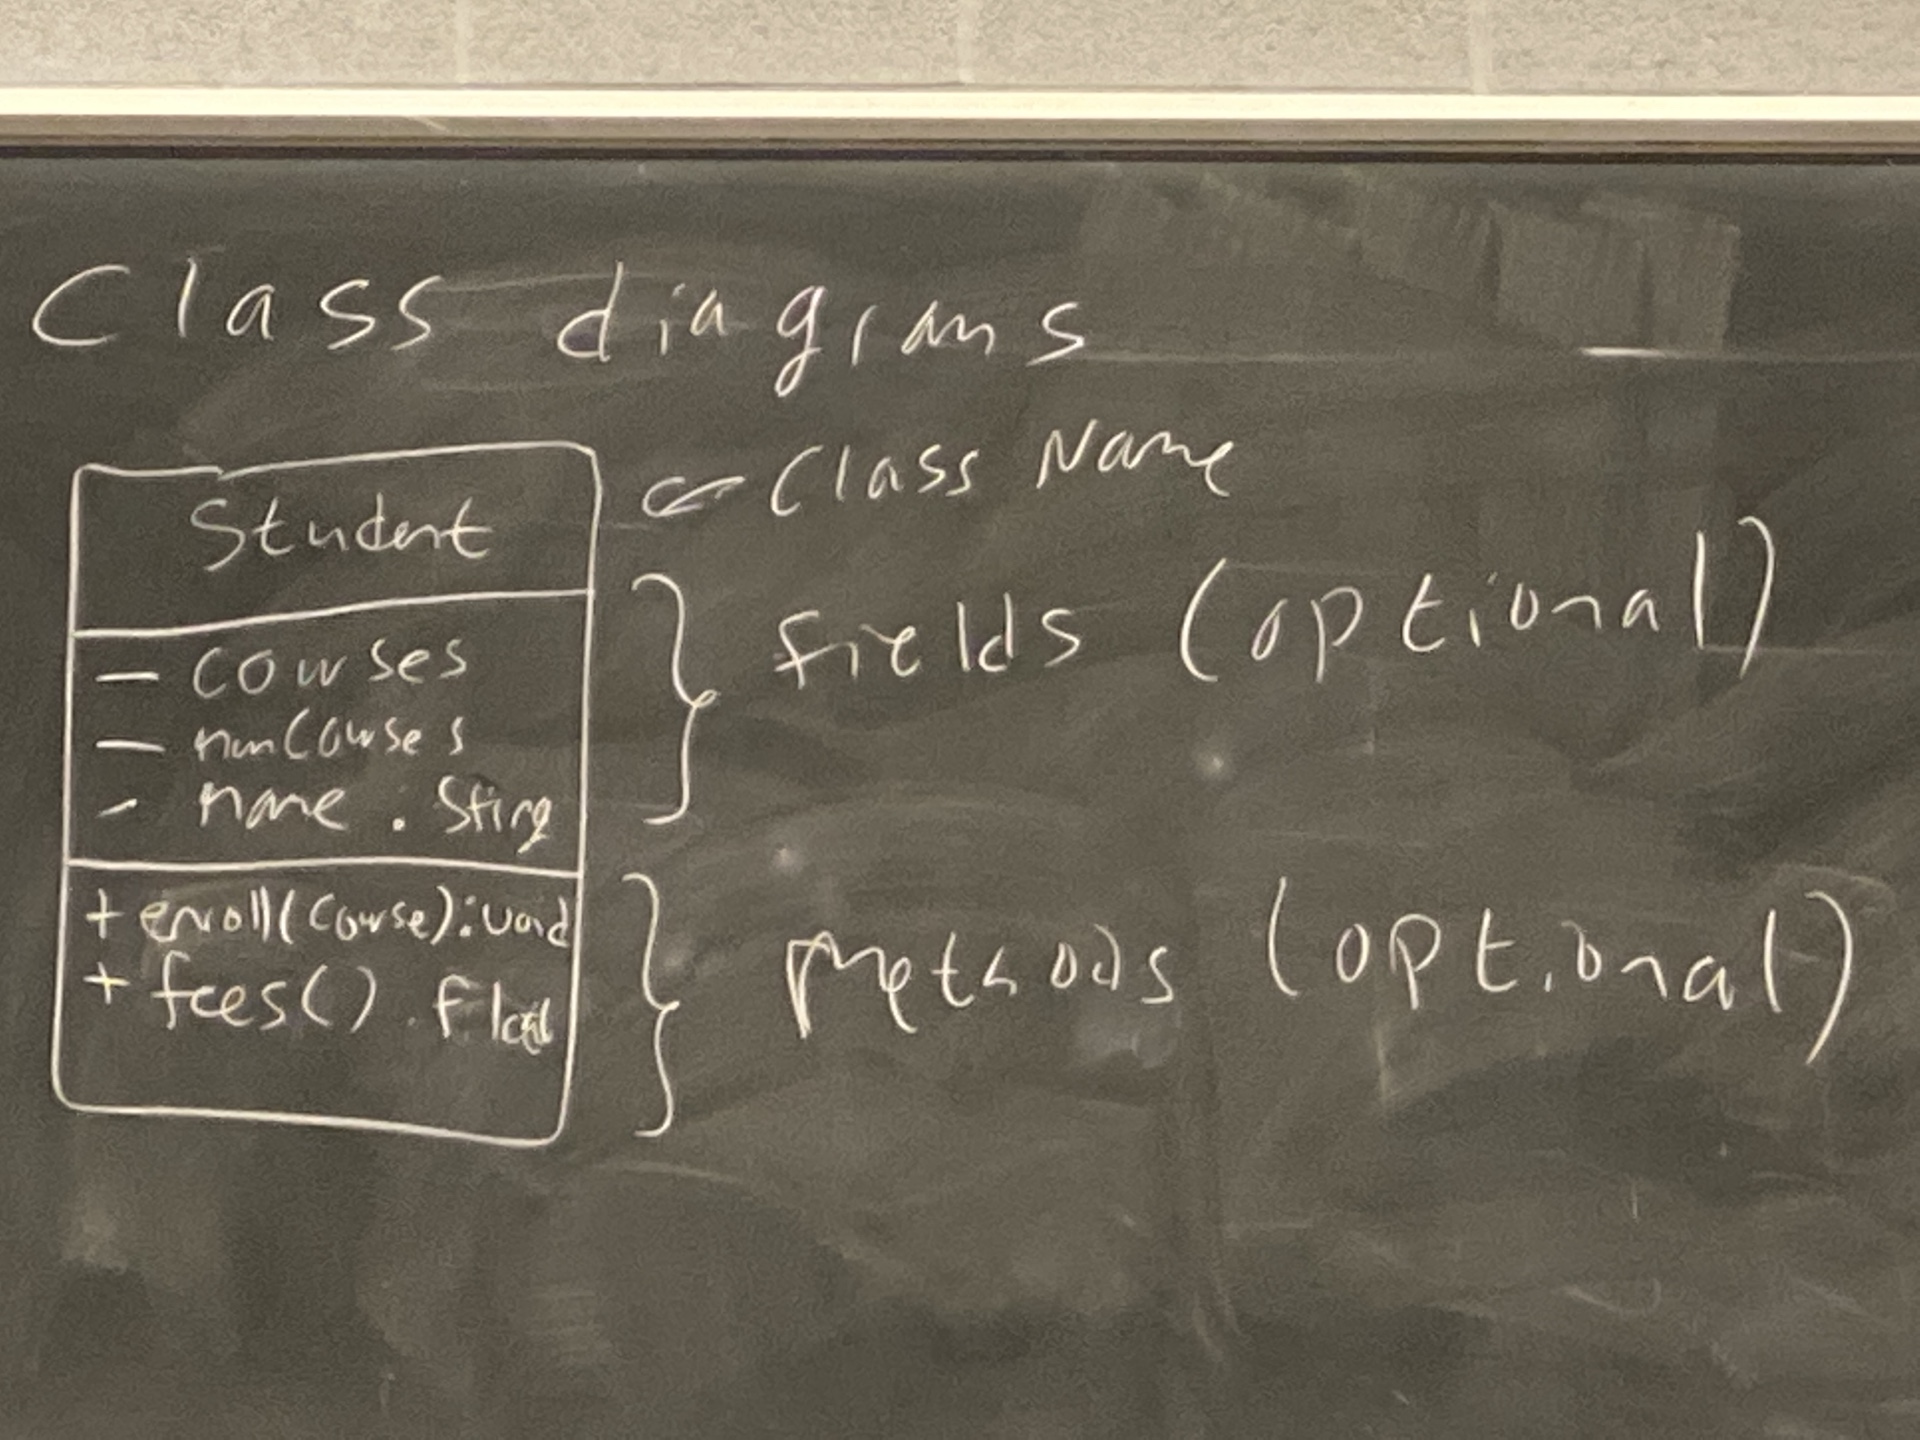 Class diagrams
Student
← Class Name
- courses
- numCourses
- name : String
} fields (optional)
+ enroll(Course): void
+ fees() : Float
} Methods (optional)